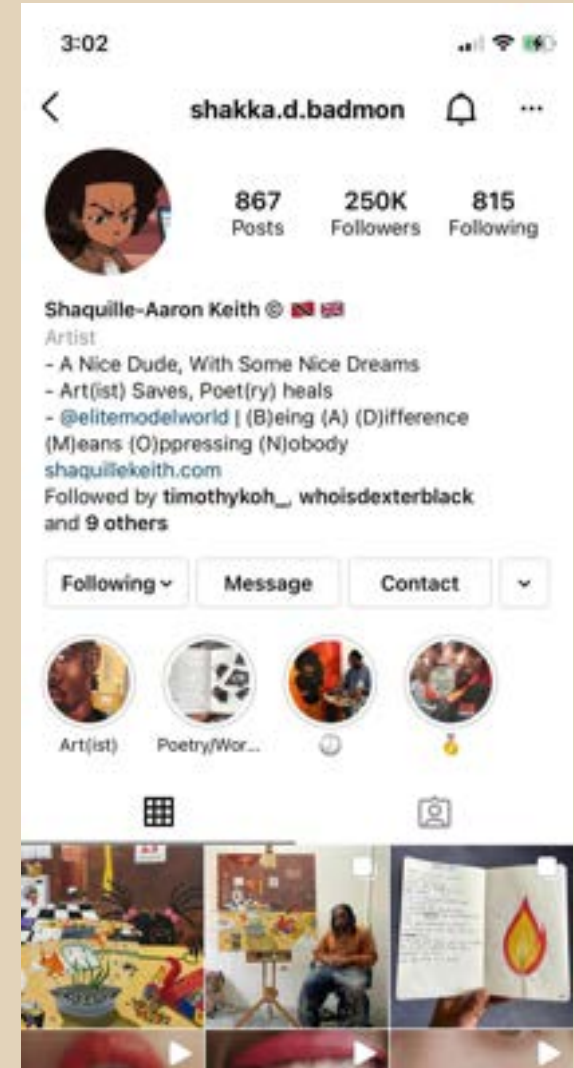 3:02
shakka.d.badmon
867 250K 815
Posts Followers Following
Shaquille-Aaron Keith © 🇹🇹 🇬🇧
Artist
- A Nice Dude, With Some Nice Dreams
- Art(ist) Saves, Poet(ry) heals
- @elitemodelworld | (B)eing (A) (D)ifference
(M)eans (O)ppressing (N)obody
shaquillekeith.com
Followed by timothykoh_, whoisdexterblack
and 9 others
Following Message Contact
Art(ist) Poetry/Wor...